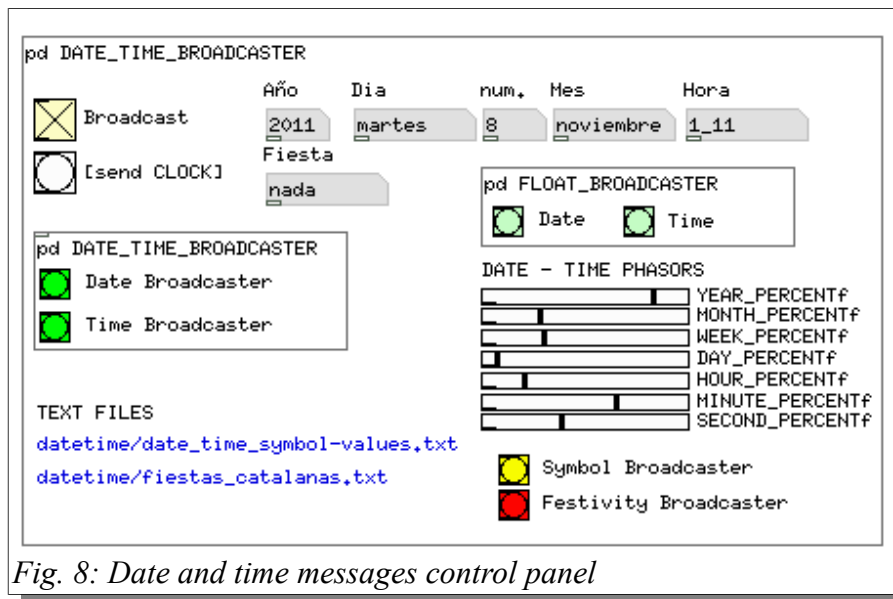 pd DATE_TIME_BROADCASTER
Año Dia num. Mes Hora
Broadcast
2011 martes 8 noviembre 1_11
Fiesta
[send CLOCK]
nada
pd FLOAT_BROADCASTER
Date Time
pd DATE_TIME_BROADCASTER
Date Broadcaster
Time Broadcaster
DATE - TIME PHASORS
YEAR_PERCENTf
MONTH_PERCENTf
WEEK_PERCENTf
DAY_PERCENTf
HOUR_PERCENTf
MINUTE_PERCENTf
SECOND_PERCENTf
TEXT FILES
datetime/date_time_symbol-values.txt
datetime/fiestas_catalanas.txt
Symbol Broadcaster
Festivity Broadcaster
Fig. 8: Date and time messages control panel